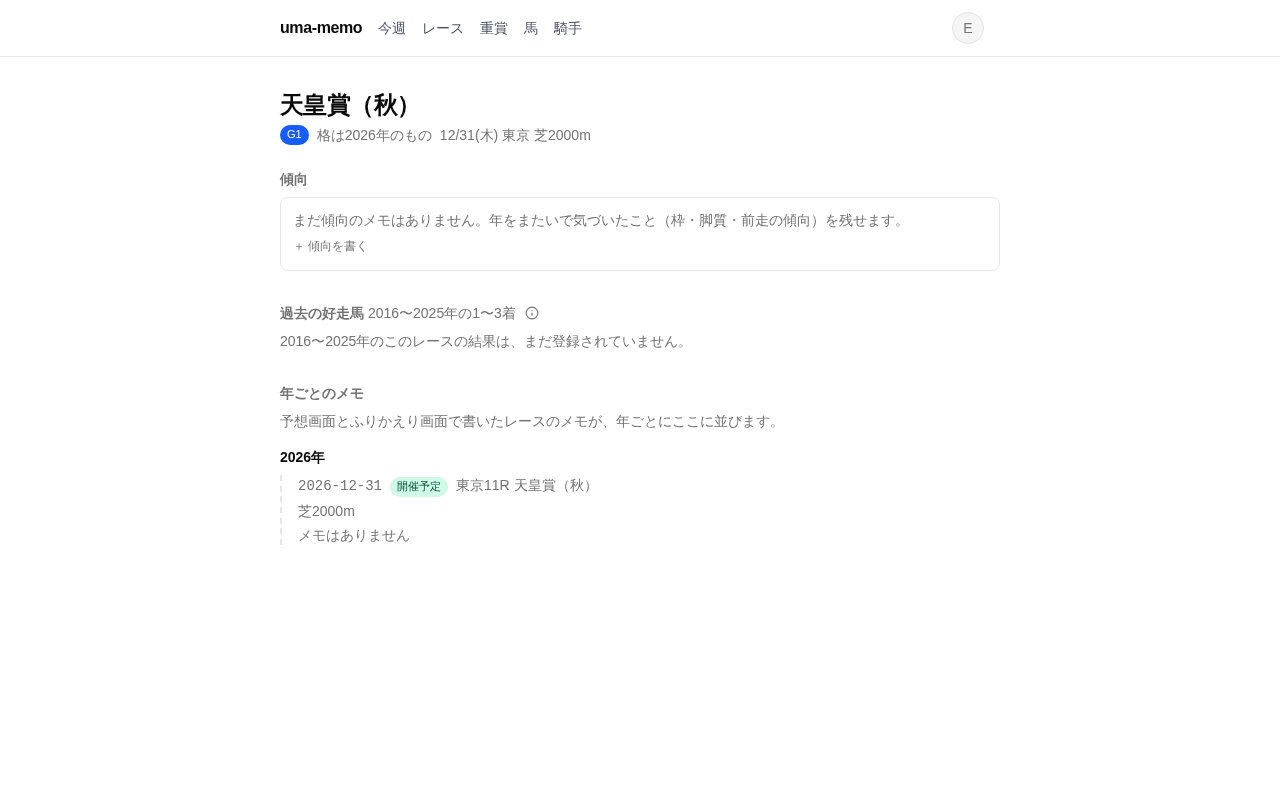 uma-memo 今週 レース 重賞 馬 騎手 E
天皇賞（秋）
G1 格は2026年のもの 12/31(木) 東京 芝2000m
傾向
まだ傾向のメモはありません。年をまたいで気づいたこと（枠・脚質・前走の傾向）を残せます。
＋ 傾向を書く
過去の好走馬 2016〜2025年の1〜3着
2016〜2025年のこのレースの結果は、まだ登録されていません。
年ごとのメモ
予想画面とふりかえり画面で書いたレースのメモが、年ごとにここに並びます。
2026年
2026-12-31 開催予定 東京11R 天皇賞（秋）
芝2000m
メモはありません